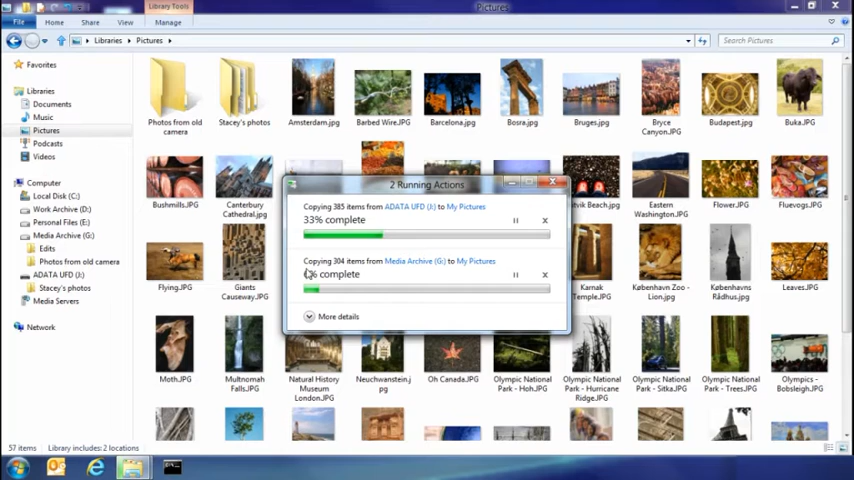 Library Tools
Pictures
File
Home
Share
View
Manage
Libraries
Pictures
Search Pictures
Favorites
Libraries
Documents
Music
Pictures
Podcasts
Videos
Computer
Local Disk (C:)
Work Archive (D:)
Personal Files (E:)
Media Archive (G:)
Edits
Photos from old camera
ADATA UFD (J:)
Stacey's photos
Media Servers
Network
Photos from old
camera
Stacey's photos
Amsterdam.jpg
Barbed Wire.JPG
Barcelona.jpg
Bosra.jpg
Bruges.jpg
Bryce
Canyon.JPG
Budapest.jpg
Buka.JPG
Bushmills.JPG
Canterbury
Cathedral.jpg
Eastern
Washington.JPG
Flower.JPG
Fluevogs.JPG
2 Running Actions
Copying 385 items from ADATA UFD (J:) to My Pictures
33% complete
Copying 304 items from Media Archive (G:) to My Pictures
% complete
More details
Flying.JPG
Giants
Causeway.JPG
Karnak
Temple.JPG
København Zoo -
Lion.jpg
Københavns
Rådhus.jpg
Leaves.JPG
Moth.JPG
Multnomah
Falls.JPG
Natural History
Museum
London.JPG
Neuchwanstein.j
pg
Oh Canada.JPG
Olympic National
Park - Hoh.JPG
Olympic National
Park - Hurricane
Ridge.JPG
Olympic National
Park - Sitka.JPG
Olympic National
Park - Trees.JPG
Olympics -
Bobsleigh.JPG
57 items
Library includes: 2 locations